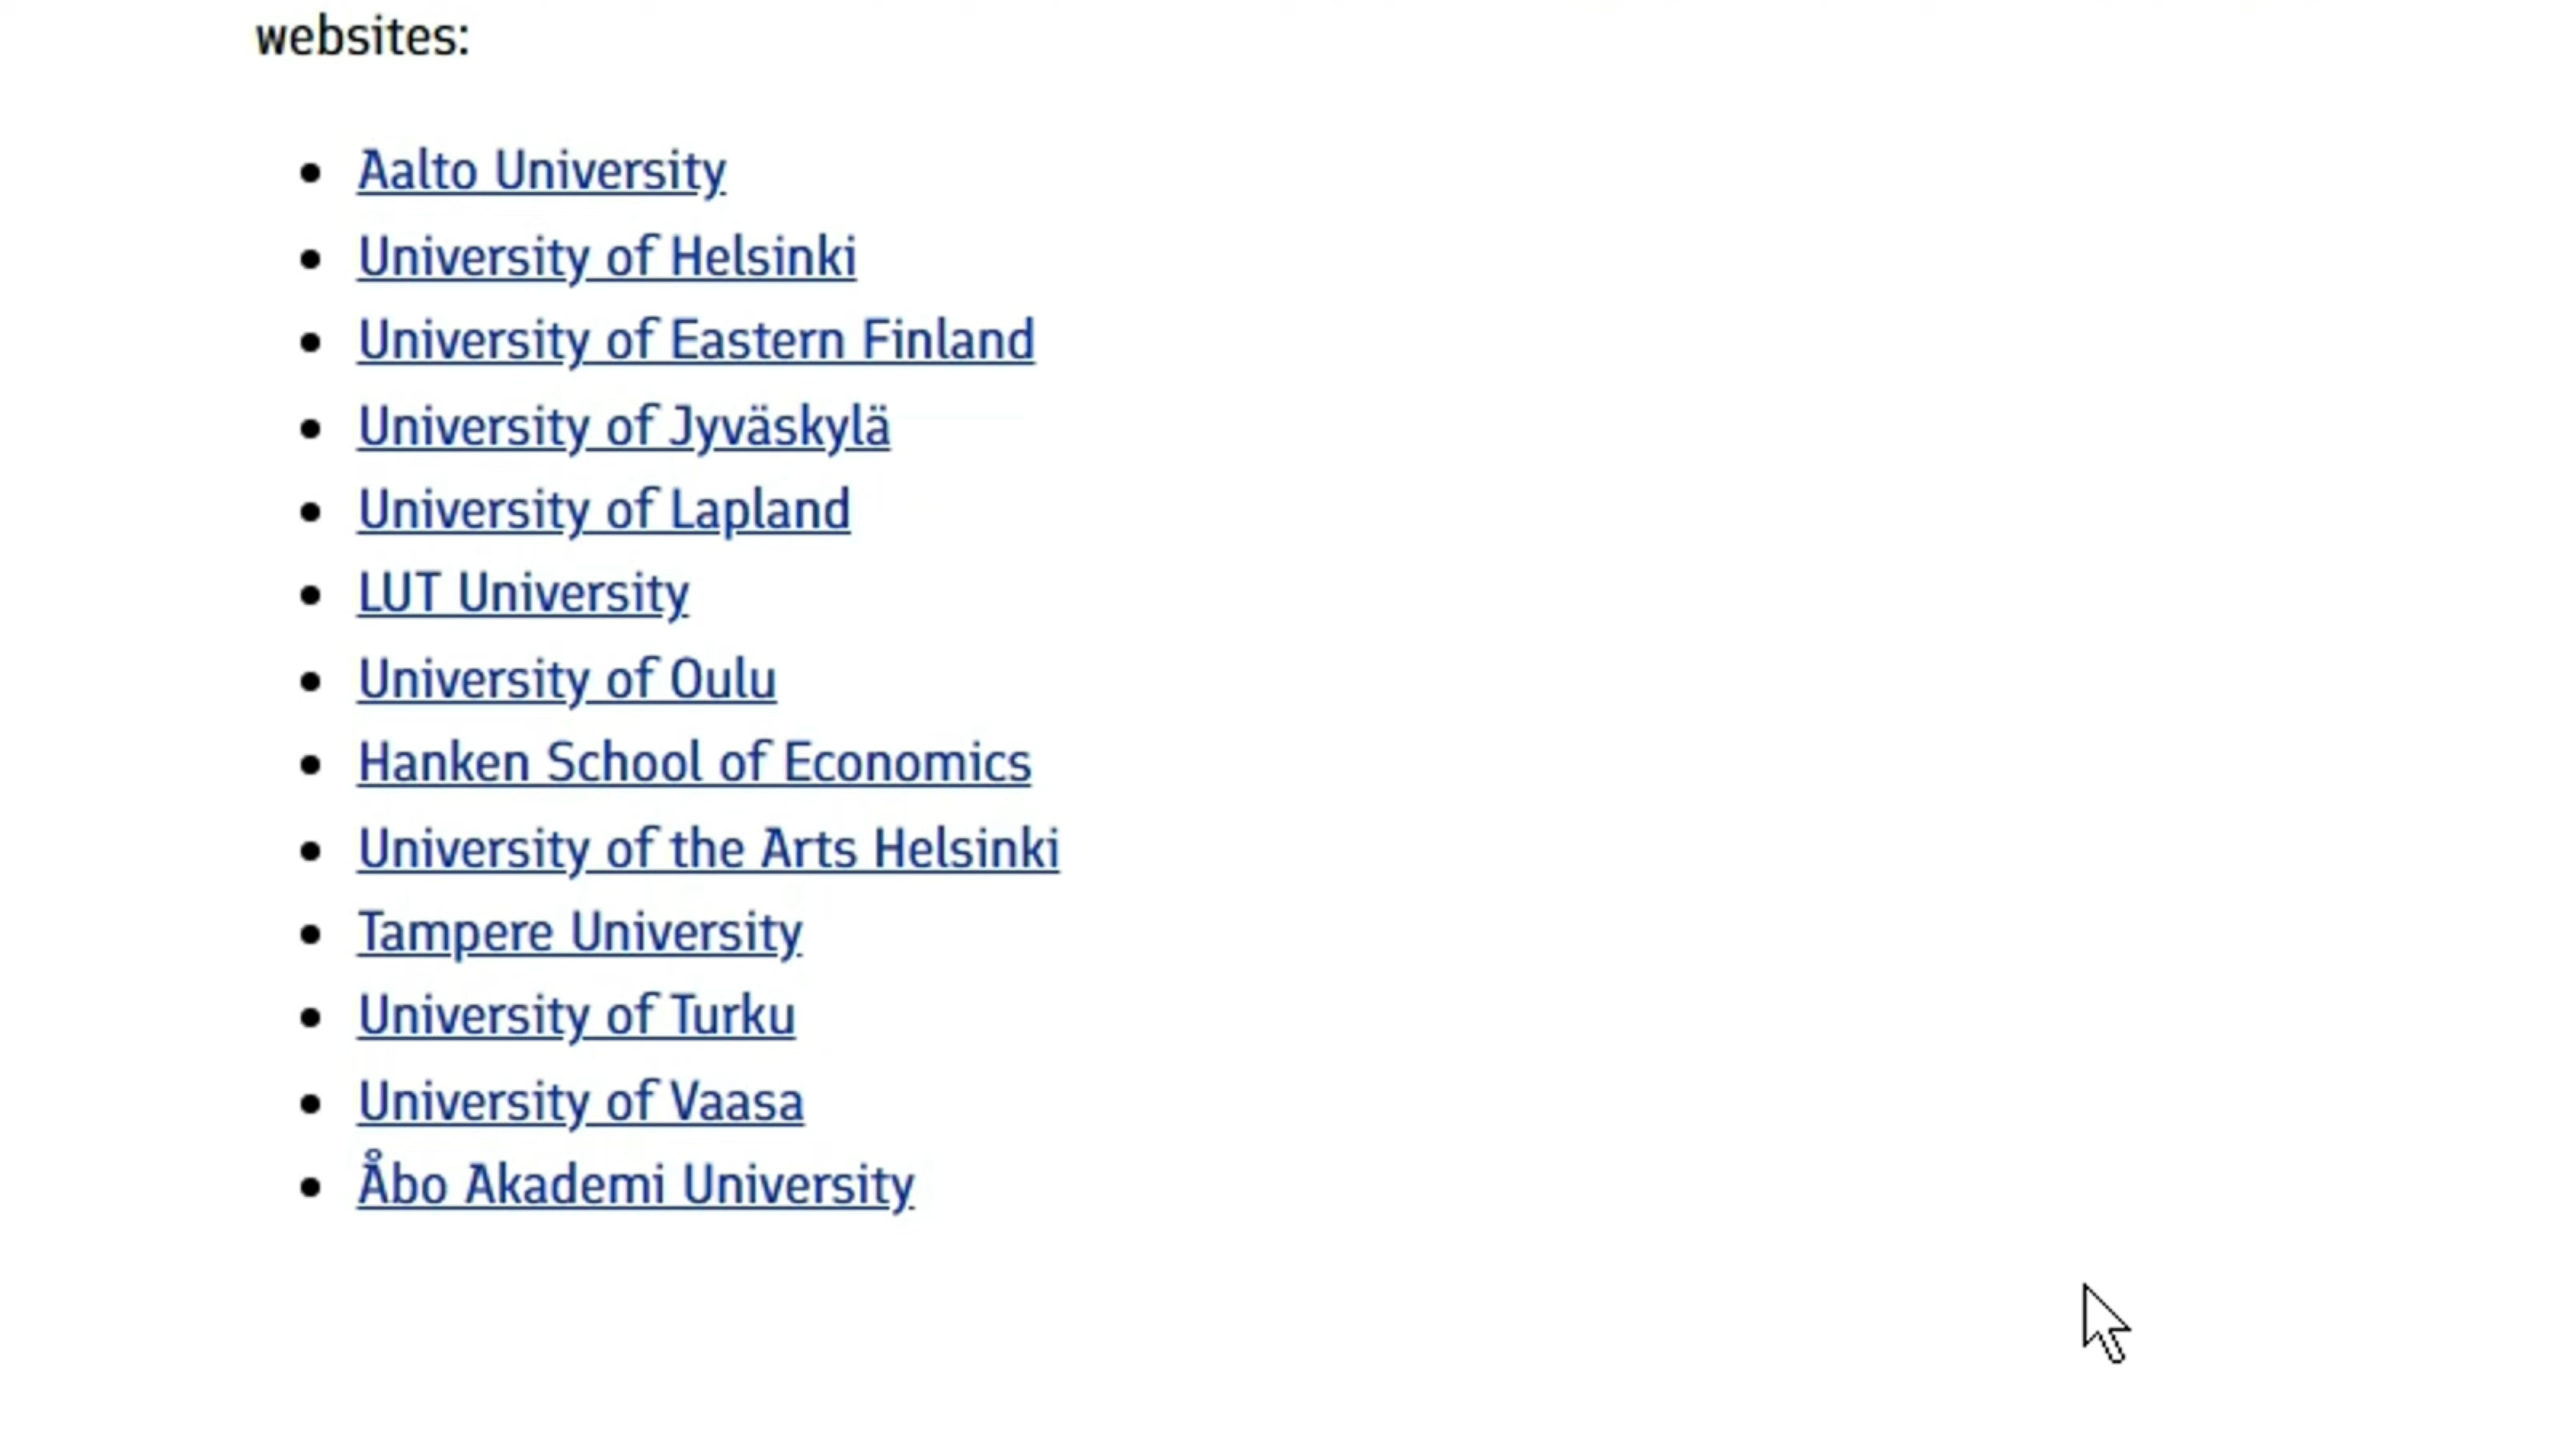 websites:
Aalto University
University of Helsinki
University of Eastern Finland
University of Jyväskylä
University of Lapland
LUT University
University of Oulu
Hanken School of Economics
University of the Arts Helsinki
Tampere University
University of Turku
University of Vaasa
Åbo Akademi University